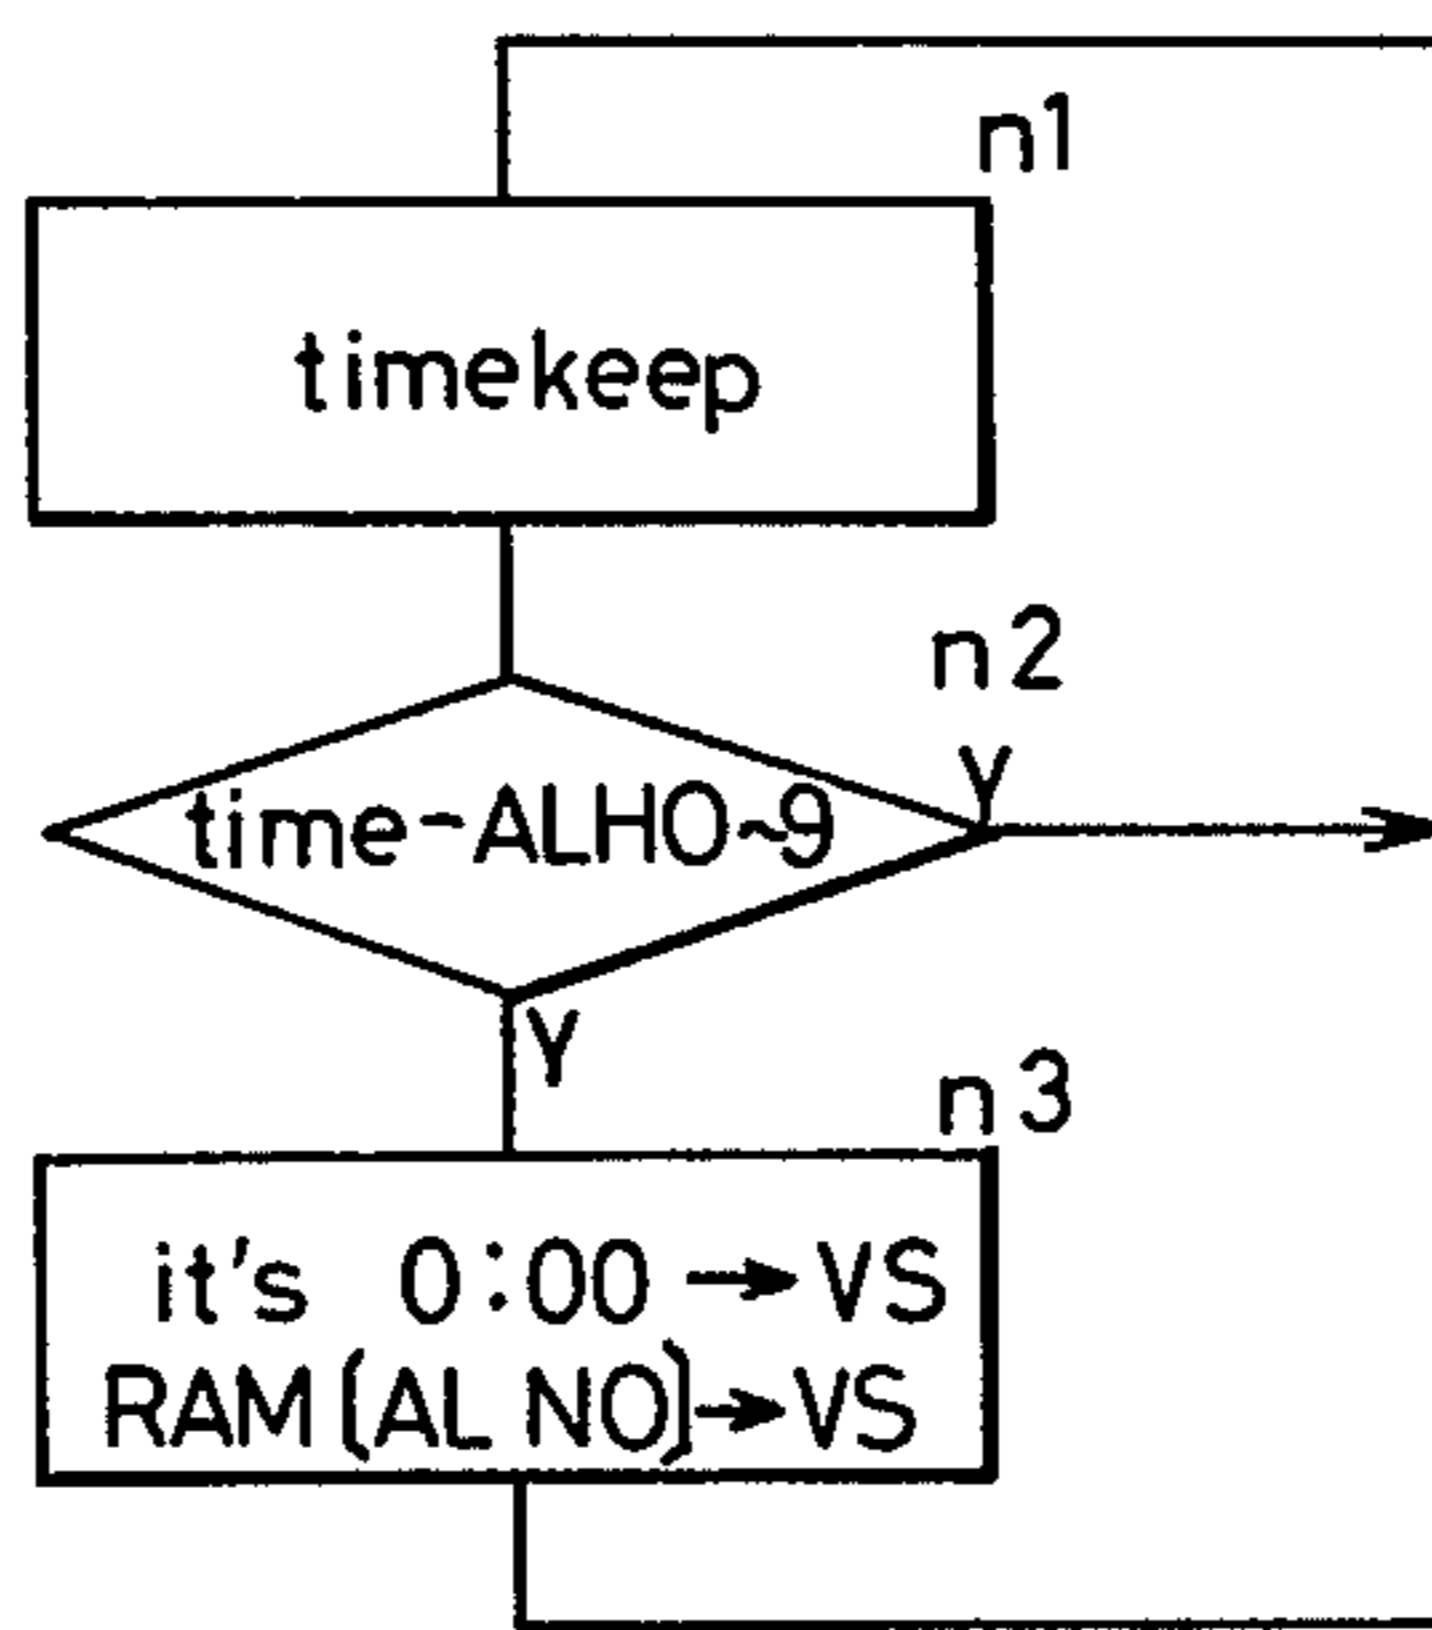 n1
timekeep
n2
Y
time-ALH0~9
Y
n3
it's 0:00→VS
RAM(AL NO)→VS